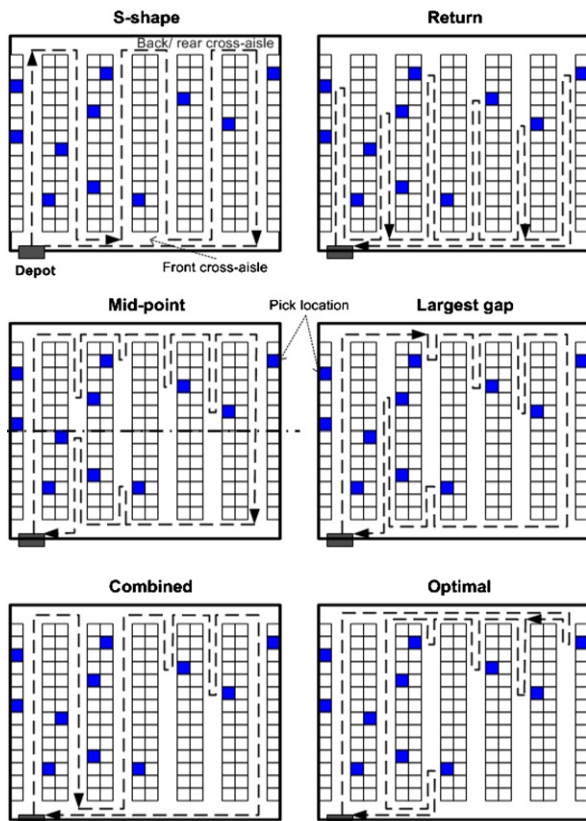 S-shape
Return
Back/ rear cross-aisle
Depot
Front cross-aisle
Mid-point
Pick location
Largest gap
Combined
Optimal